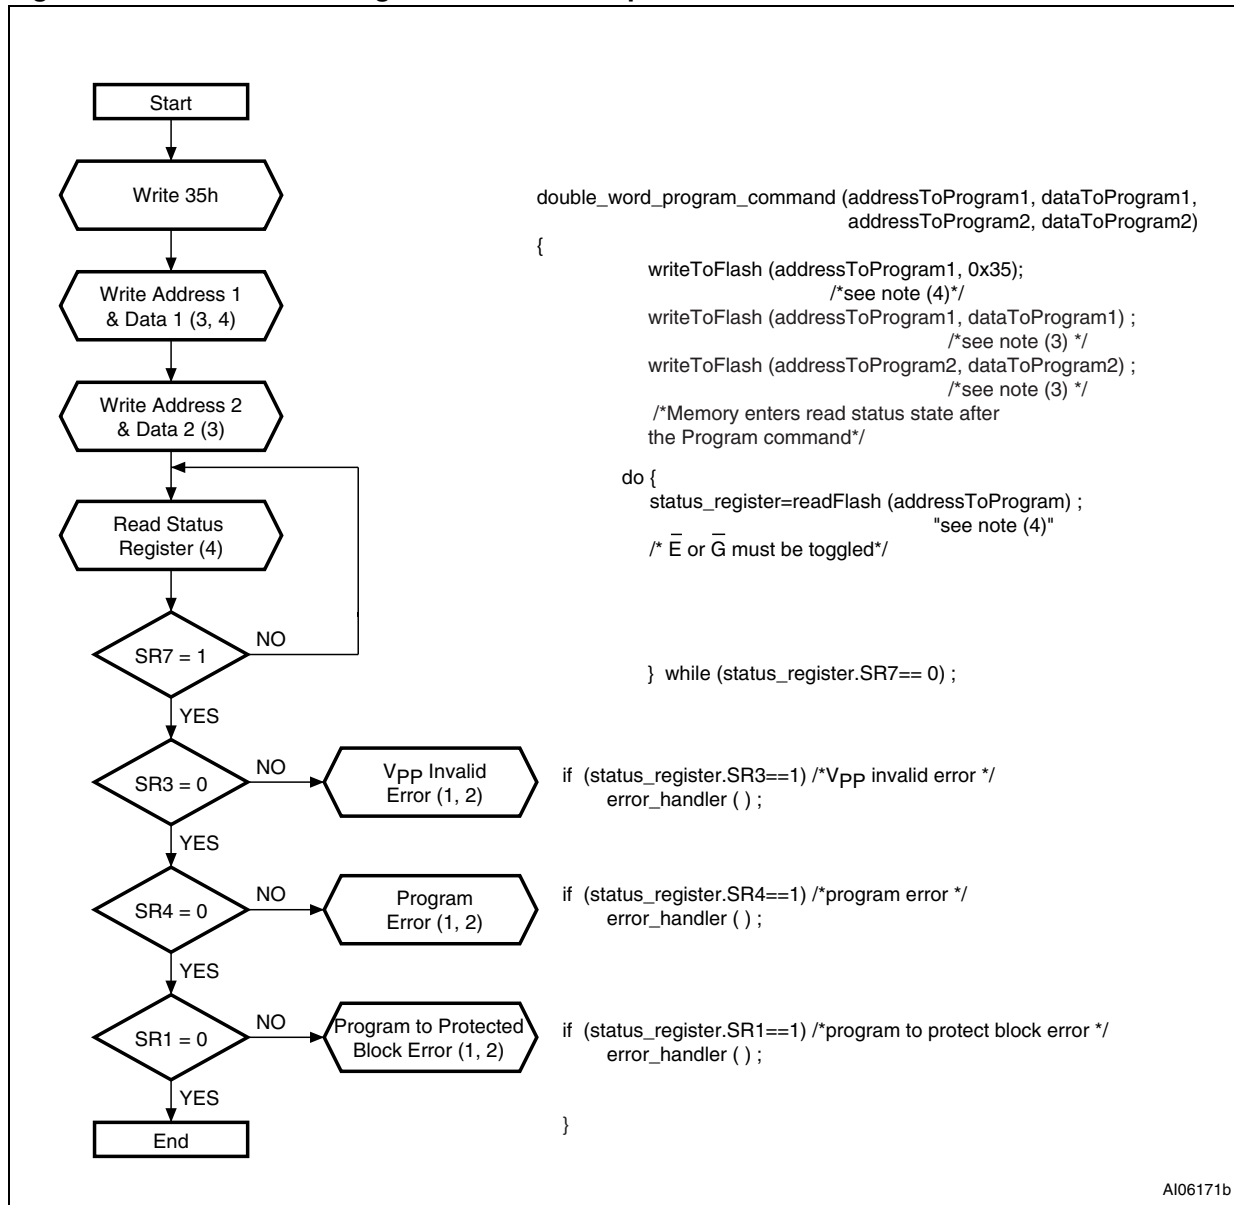 Start
Write 35h
Write Address 1
& Data 1 (3, 4)
Write Address 2
& Data 2 (3)
Read Status
Register (4)
NO
SR7 = 1
YES
NO
SR3 = 0
VPP Invalid
Error (1, 2)
YES
NO
SR4 = 0
Program
Error (1, 2)
YES
NO
SR1 = 0
Program to Protected
Block Error (1, 2)
YES
End
double_word_program_command (addressToProgram1, dataToProgram1,
addressToProgram2, dataToProgram2)
{
writeToFlash (addressToProgram1, 0x35);
/*see note (4)*/
writeToFlash (addressToProgram1, dataToProgram1) ;
/*see note (3) */
writeToFlash (addressToProgram2, dataToProgram2) ;
/*see note (3) */
/*Memory enters read status state after
the Program command*/
do {
status_register=readFlash (addressToProgram) ;
"see note (4)"
/* E̅ or G̅ must be toggled*/
} while (status_register.SR7== 0) ;
if (status_register.SR3==1) /*VPP invalid error */
error_handler ( ) ;
if (status_register.SR4==1) /*program error */
error_handler ( ) ;
if (status_register.SR1==1) /*program to protect block error */
error_handler ( ) ;
}
AI06171b